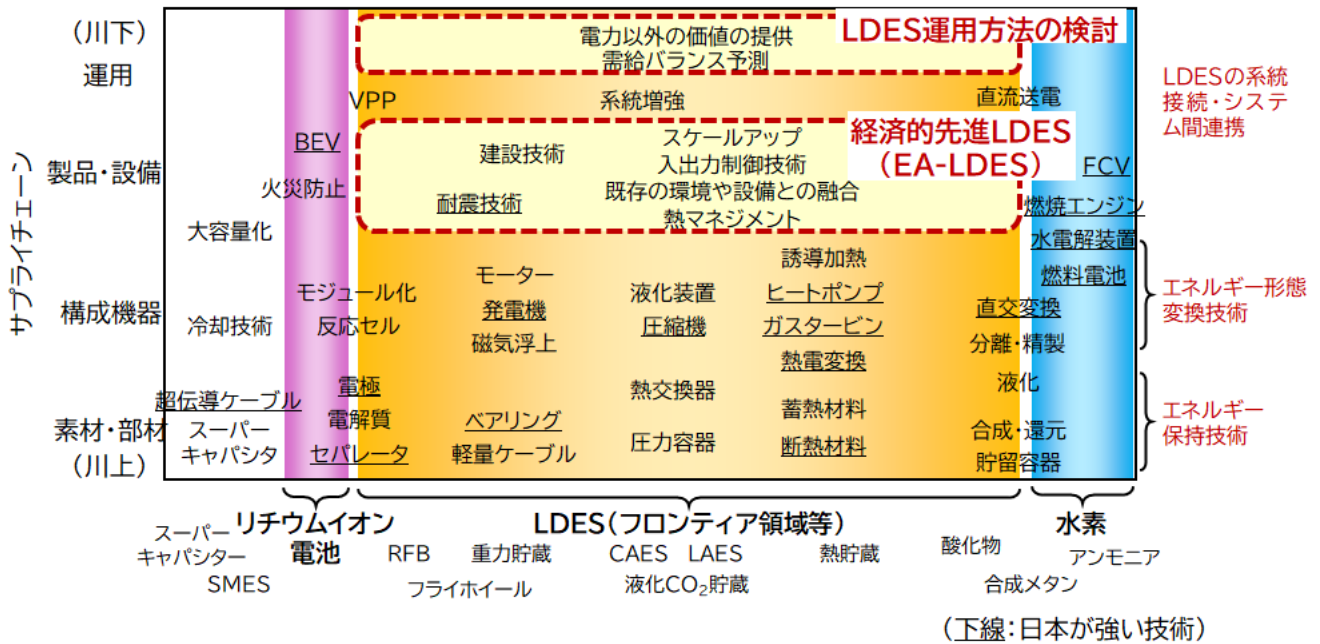 (川下)
運用
電力以外の価値の提供
需給バランス予測
LDES運用方法の検討
VPP
系統増強
直流送電
LDESの系統
接続・システ
ム間連携
サプライチェーン
製品・設備
BEV
火災防止
大容量化
建設技術
耐震技術
スケールアップ
入出力制御技術
既存の環境や設備との融合
熱マネジメント
経済的先進LDES
(EA-LDES)
FCV
燃焼エンジン
水電解装置
燃料電池
構成機器
冷却技術
モジュール化
反応セル
モーター
発電機
磁気浮上
液化装置
圧縮機
誘導加熱
ヒートポンプ
ガスタービン
熱電変換
直交変換
分離・精製
エネルギー形態
変換技術
素材・部材
(川上)
超伝導ケーブル
スーパー
キャパシタ
電極
電解質
セパレータ
ベアリング
軽量ケーブル
熱交換器
圧力容器
蓄熱材料
断熱材料
液化
合成・還元
貯留容器
エネルギー
保持技術
スーパー
キャパシター
SMES
リチウムイオン
電池
LDES(フロンティア領域等)
RFB
重力貯蔵
フライホイール
CAES
LAES
液化CO₂貯蔵
熱貯蔵
酸化物
合成メタン
水素
アンモニア
(下線:日本が強い技術)